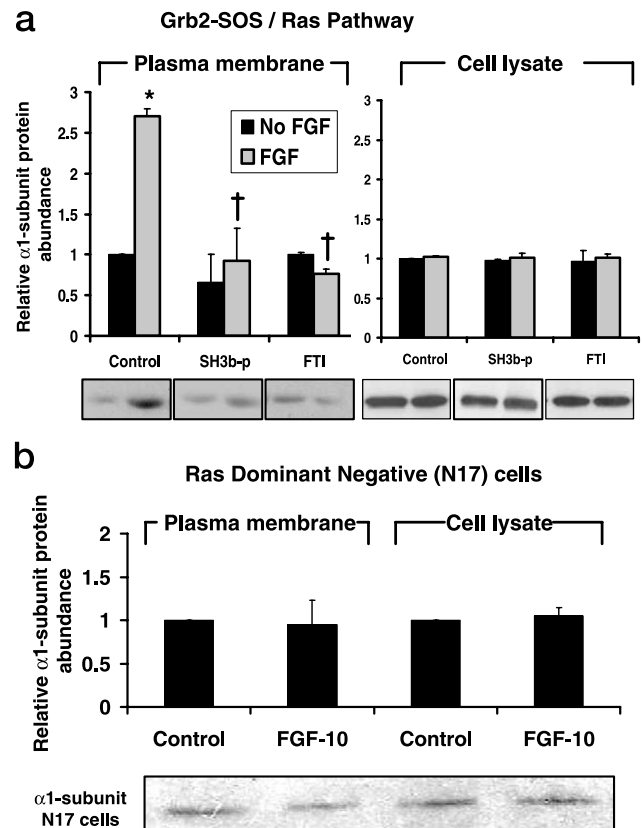 a
Grb2-SOS / Ras Pathway
Plasma membrane
Cell lysate
Relative α1-subunit protein
abundance
3
2.5
2
1.5
1
0.5
0
*
†
†
No FGF
FGF
3
2.5
2
1.5
1
0.5
0
Control SH3b-p FTI
Control SH3b-p FTI
b
Ras Dominant Negative (N17) cells
Plasma membrane
Cell lysate
Relative α1-subunit protein
abundance
2
1.5
1
0.5
0
Control FGF-10 Control FGF-10
α1-subunit
N17 cells